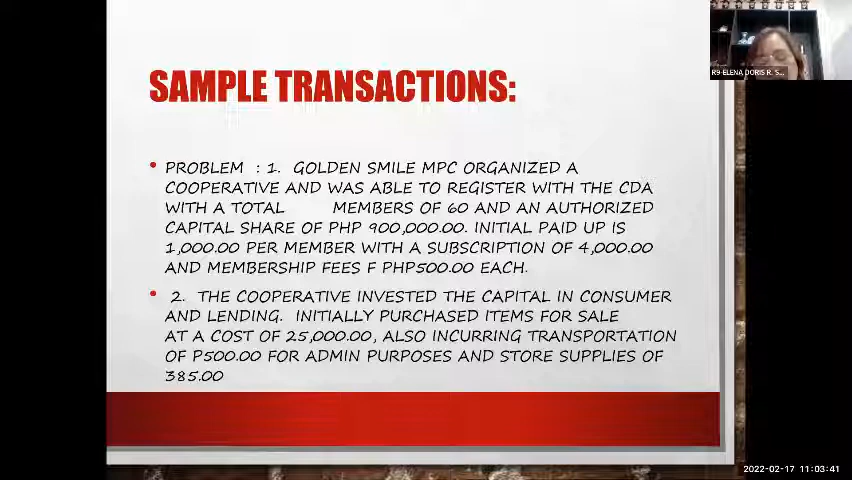 SAMPLE TRANSACTIONS:
R9-ELENA DORIS R. S...
• PROBLEM : 1. GOLDEN SMILE MPC ORGANIZED A
COOPERATIVE AND WAS ABLE TO REGISTER WITH THE CDA
WITH A TOTAL MEMBERS OF 60 AND AN AUTHORIZED
CAPITAL SHARE OF PHP 900,000.00. INITIAL PAID UP IS
1,000.00 PER MEMBER WITH A SUBSCRIPTION OF 4,000.00
AND MEMBERSHIP FEES F PHP500.00 EACH.
• 2. THE COOPERATIVE INVESTED THE CAPITAL IN CONSUMER
AND LENDING. INITIALLY PURCHASED ITEMS FOR SALE
AT A COST OF 25,000.00, ALSO INCURRING TRANSPORTATION
OF P500.00 FOR ADMIN PURPOSES AND STORE SUPPLIES OF
385.00
2022-02-17 11:03:41